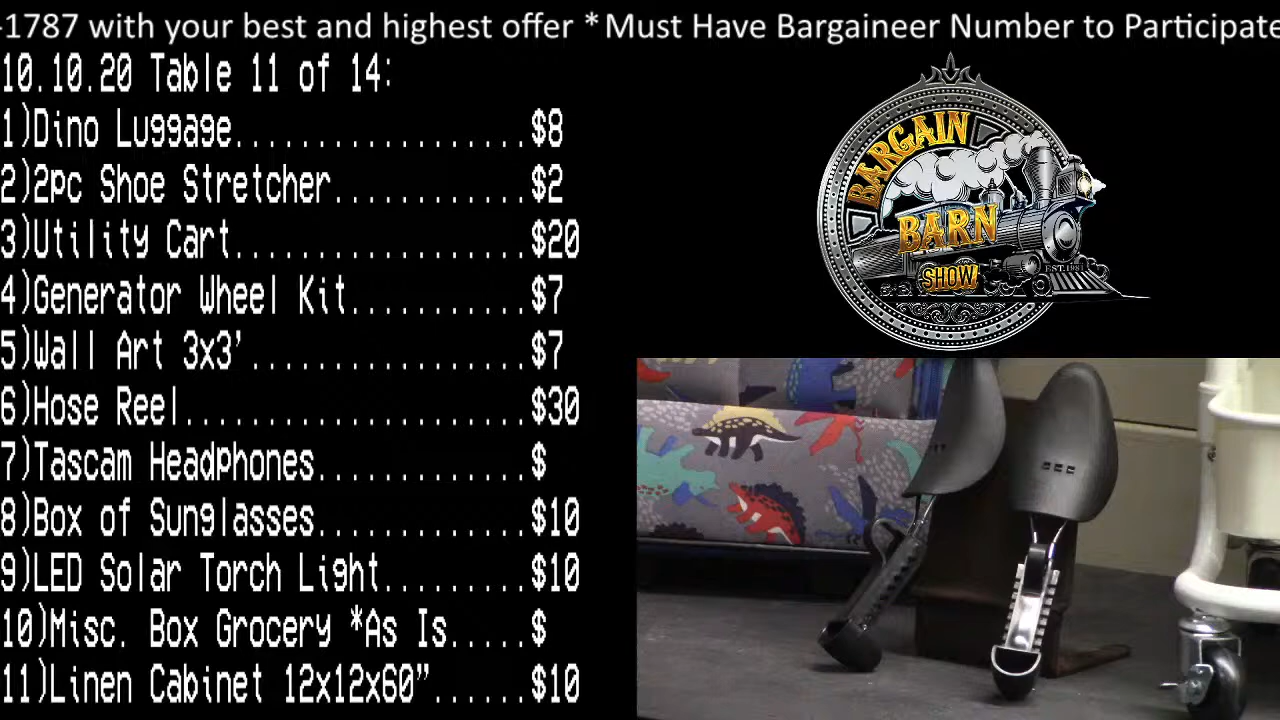 -1787 with your best and highest offer *Must Have Bargaineer Number to Participate
10.10.20 Table 11 of 14:
1)Dino Luggage..................$8
2)2pc Shoe Stretcher............$2
3)Utility Cart..................$20
4)Generator Wheel Kit...........$7
5)Wall Art 3x3'.................$7
6)Hose Reel.....................$30
7)Tascam Headphones.............$
8)Box of Sunglasses.............$10
9)LED Solar Torch Light.........$10
10)Misc. Box Grocery *As Is.....$
11)Linen Cabinet 12x12x60”......$10
BARGAIN
BARN
SHOW